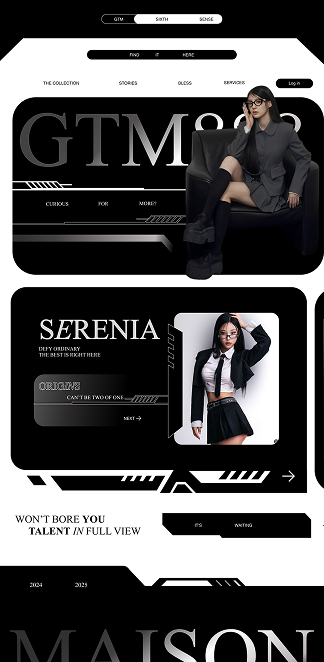 GTM SIXTH SENSE
FIND IT HERE
THE COLLECTION STORIES GLESS SERVICES Log in
GTM
CURIOUS FOR MORE?
SERENIA
DEFY ORDINARY
THE BEST IS RIGHT HERE
ORIGINS
CAN'T BE TWO OF ONE
NEXT →
WON'T BORE YOU
TALENT IN FULL VIEW
IT'S WAITING
2024 2025
MAISON